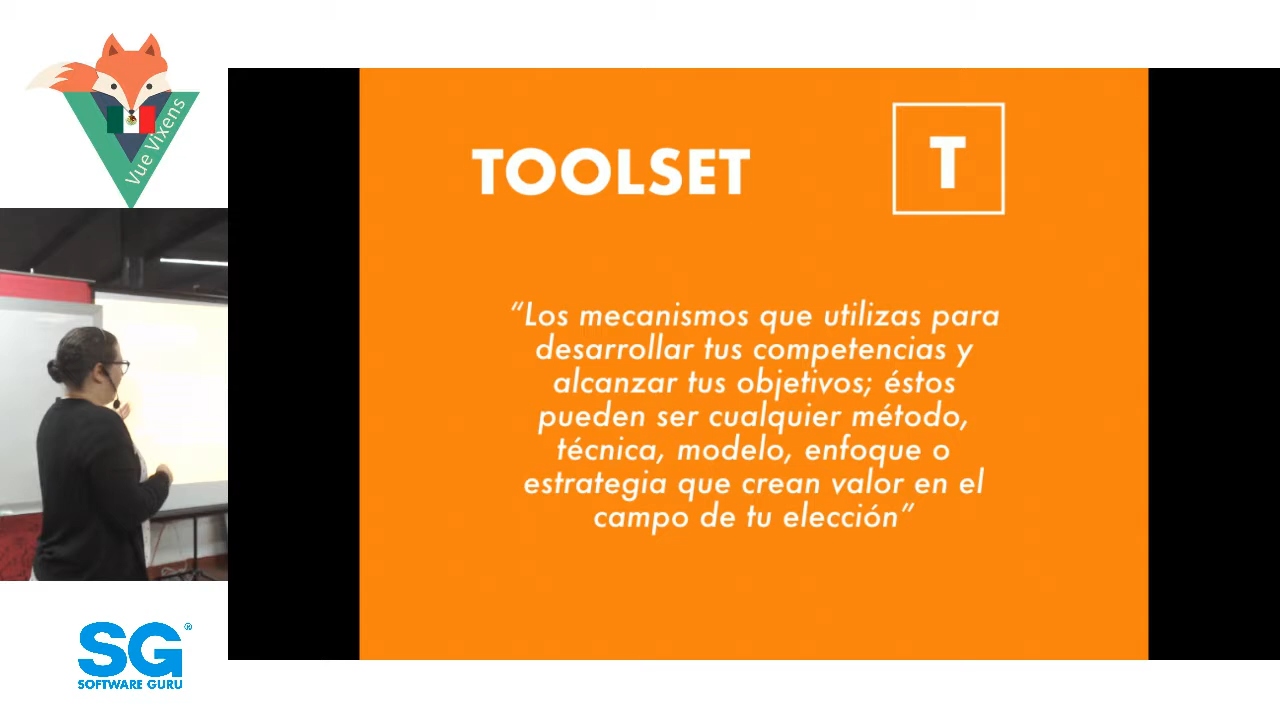 Vue Vixens
TOOLSET
T
“Los mecanismos que utilizas para
desarrollar tus competencias y
alcanzar tus objetivos; éstos
pueden ser cualquier método,
técnica, modelo, enfoque o
estrategia que crean valor en el
campo de tu elección”
SG®
SOFTWARE GURU